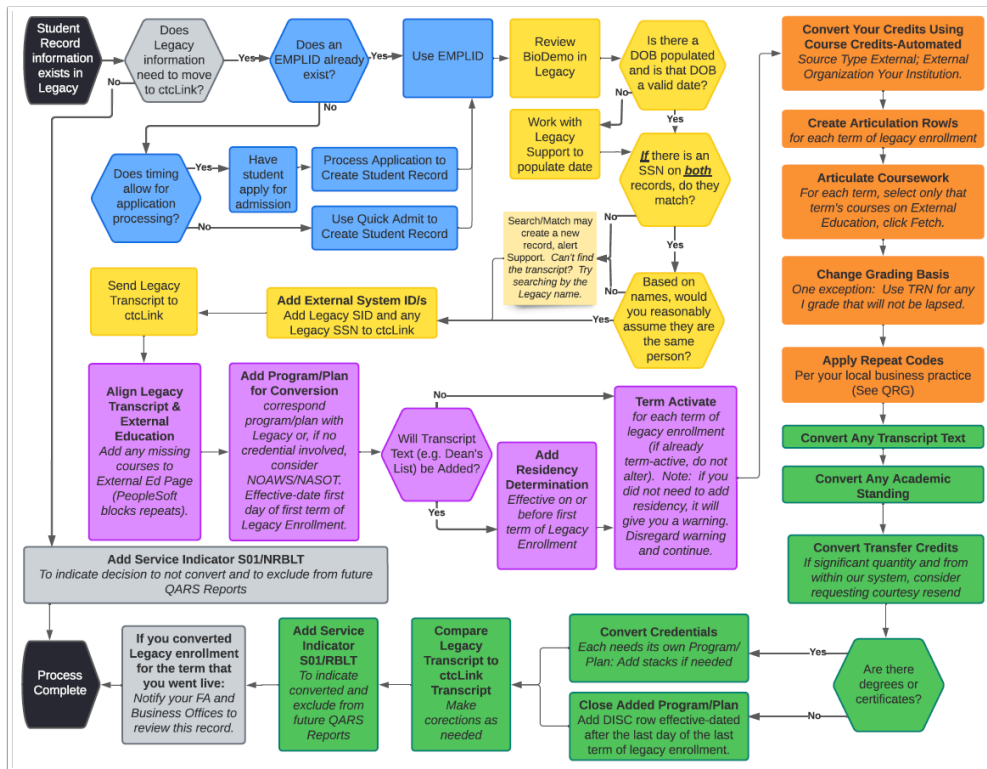 Student
Record
information
exists in
Legacy
Does
Legacy
information
need to move
to ctcLink?
Yes
No
Does an
EMPLID already
exist?
Yes
No
Use EMPLID
Review
BioDemo in
Legacy
Is there a
DOB populated
and is that DOB
a valid date?
No
Yes
Work with
Legacy
Support to
populate date
If there is an
SSN on both
records, do they
match?
No
Yes
Does timing
allow for
application
processing?
Yes
No
Have
student
apply for
admission
Process Application to
Create Student Record
Use Quick Admit to
Create Student Record
Search/Match may
create a new
record, alert
Support. Can't find
the transcript? Try
searching by the
Legacy name.
Based on
names, would
you reasonably
assume they are
the same
person?
No
Yes
Add External System ID/s
Add Legacy SID and any
Legacy SSN to ctcLink
Send Legacy
Transcript to
ctcLink
Align Legacy
Transcript &
External
Education
Add any missing
courses to
External Ed Page
(PeopleSoft
blocks repeats).
Add Program/Plan
for Conversion
correspond
program/plan with
Legacy or, if no
credential involved,
consider
NOAWS/NASOT.
Effective-date first
day of first term of
Legacy Enrollment.
Will Transcript
Text (e.g. Dean's
List) be Added?
No
Yes
Add
Residency
Determination
Effective on or
before first
term of Legacy
Enrollment
Term Activate
for each term of
legacy enrollment
(if already
term-active, do not
alter). Note: if you
did not need to add
residency, it will
give you a warning.
Disregard warning
and continue.
Convert Your Credits Using
Course Credits-Automated
Source Type External; External
Organization Your Institution.
Create Articulation Row/s
for each term of legacy enrollment
Articulate Coursework
For each term, select only that
term's courses on External
Education, click Fetch.
Change Grading Basis
One exception: Use TRN for any
I grade that will not be lapsed.
Apply Repeat Codes
Per your local business practice
(See QRG)
Convert Any Transcript Text
Convert Any Academic
Standing
Convert Transfer Credits
If significant quantity and from
within our system, consider
requesting courtesy resend
Are there
degrees or
certificates?
Yes
No
Convert Credentials
Each needs its own Program/
Plan: Add stacks if needed
Close Added Program/Plan
Add DISC row effective-dated
after the last day of the last
term of legacy enrollment.
Compare
Legacy
Transcript to
ctcLink
Transcript
Make
corections as
needed
Add Service
Indicator
S01/RBLT
To indicate
converted and
exclude from
future QARS
Reports
If you converted
Legacy enrollment
for the term that
you went live:
Notify your FA and
Business Offices to
review this record.
Add Service Indicator S01/NRBLT
To indicate decision to not convert and to exclude from future
QARS Reports
Process
Complete